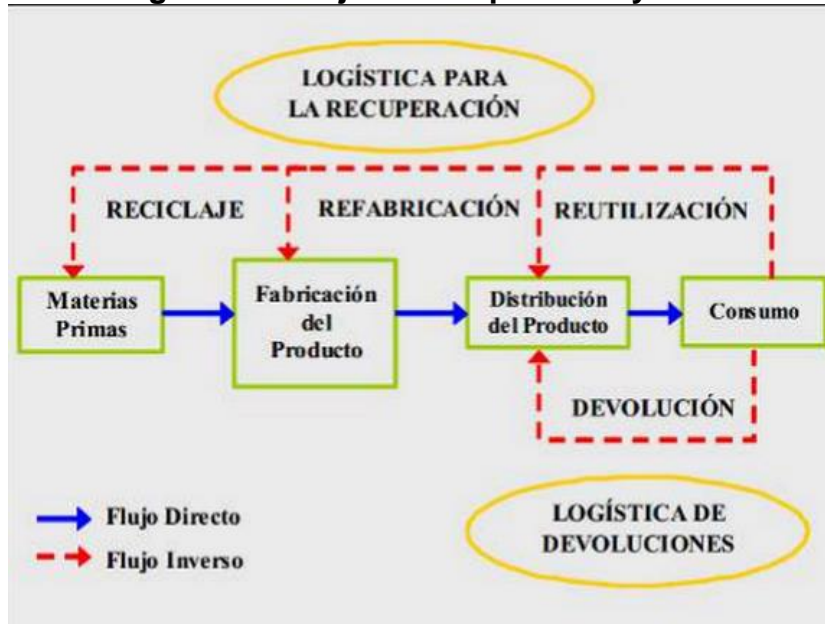 LOGÍSTICA PARA
LA RECUPERACIÓN
RECICLAJE
REFABRICACIÓN
REUTILIZACIÓN
Materias
Primas
Fabricación
del
Producto
Distribución
del Producto
Consumo
DEVOLUCIÓN
Flujo Directo
Flujo Inverso
LOGÍSTICA DE
DEVOLUCIONES